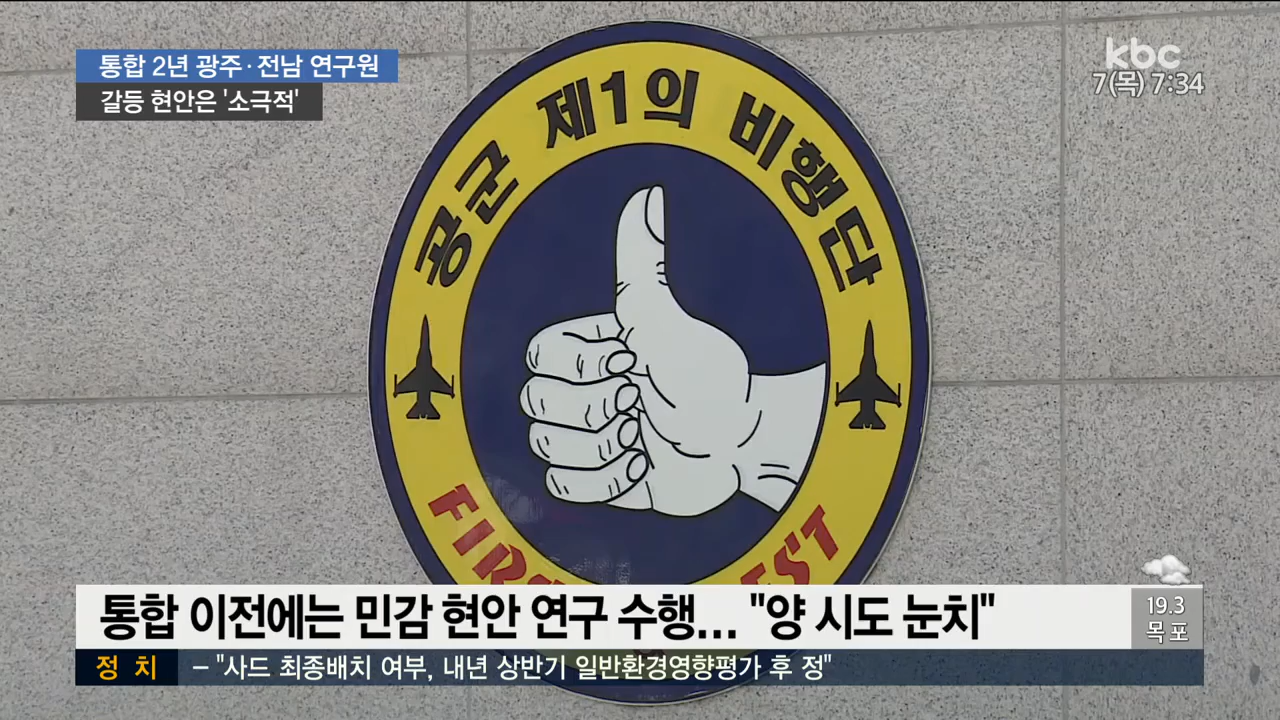 통합 2년 광주·전남 연구원
갈등 현안은 '소극적'
kbc
7(목) 7:34
공군 제1의 비행단
통합 이전에는 민감 현안 연구 수행... "양 시도 눈치"
19.3
목포
정 치
– "사드 최종배치 여부, 내년 상반기 일반환경영향평가 후 정"